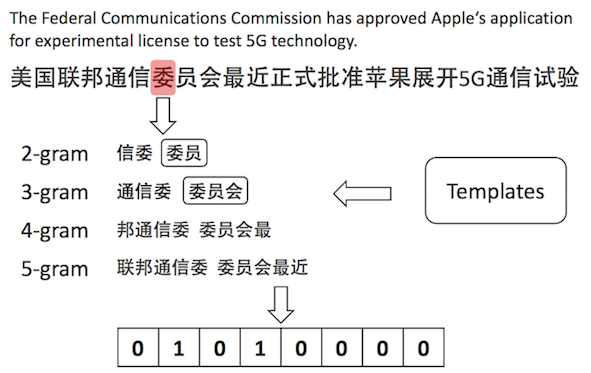 The Federal Communications Commission has approved Apple‘s application
for experimental license to test 5G technology.
美国联邦通信委员会最近正式批准苹果展开5G通信试验
2-gram 信委 委员
3-gram 通信委 委员会
Templates
4-gram 邦通信委 委员会最
5-gram 联邦通信委 委员会最近
0 1 0 1 0 0 0 0